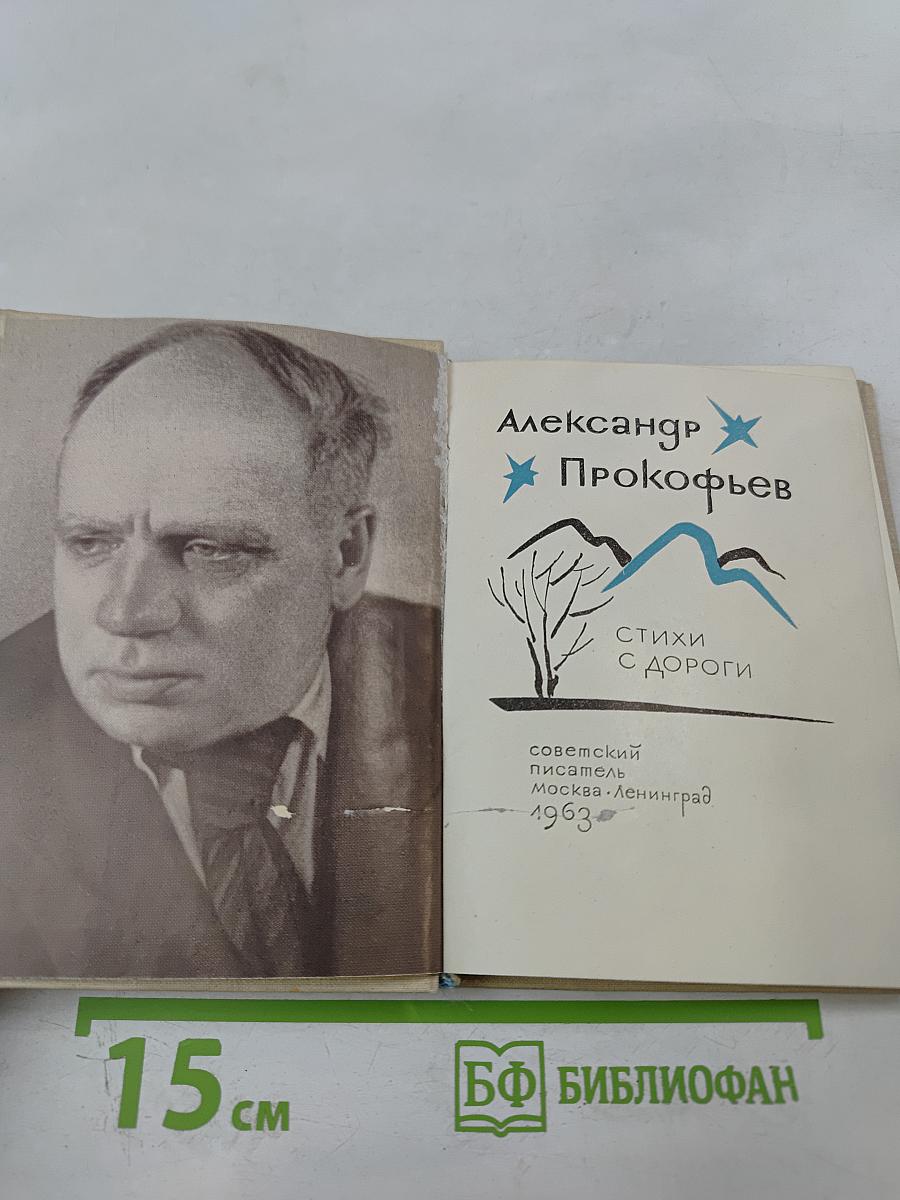 Александр
Прокофьев
стихи
с дороги
советский
писатель
москва·Ленинград
1963
15 см
БФ БИБЛИОФАН